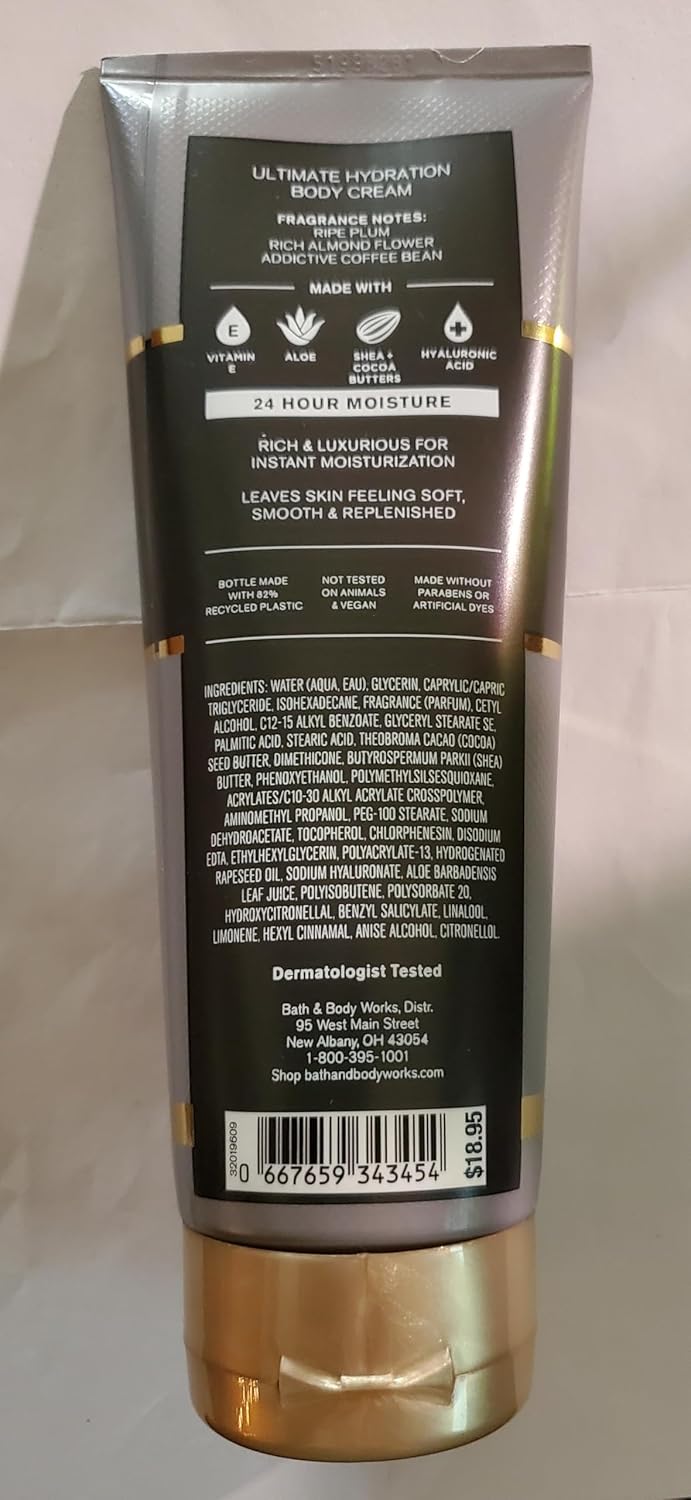 ULTIMATE HYDRATION
BODY CREAM
FRAGRANCE NOTES:
RIPE PLUM
RICH ALMOND FLOWER
ADDICTIVE COFFEE BEAN
MADE WITH
E
VITAMIN
E
ALOE
SHEA +
COCOA
BUTTERS
HYALURONIC
ACID
24 HOUR MOISTURE
RICH & LUXURIOUS FOR
INSTANT MOISTURIZATION
LEAVES SKIN FEELING SOFT,
SMOOTH & REPLENISHED
BOTTLE MADE
WITH 82%
RECYCLED PLASTIC
NOT TESTED
ON ANIMALS
& VEGAN
MADE WITHOUT
PARABENS OR
ARTIFICIAL DYES
INGREDIENTS: WATER (AQUA, EAU), GLYCERIN, CAPRYLIC/CAPRIC
TRIGLYCERIDE, ISOHEXADECANE, FRAGRANCE (PARFUM), CETYL
ALCOHOL, C12-15 ALKYL BENZOATE, GLYCERYL STEARATE SE,
PALMITIC ACID, STEARIC ACID, THEOBROMA CACAO (COCOA)
SEED BUTTER, DIMETHICONE, BUTYROSPERMUM PARKII (SHEA)
BUTTER, PHENOXYETHANOL, POLYMETHYLSILSESQUIOXANE,
ACRYLATES/C10-30 ALKYL ACRYLATE CROSSPOLYMER,
AMINOMETHYL PROPANOL, PEG-100 STEARATE, SODIUM
DEHYDROACETATE, TOCOPHEROL, CHLORPHENESIN, DISODIUM
EDTA, ETHYLHEXYLGLYCERIN, POLYACRYLATE-13, HYDROGENATED
RAPESEED OIL, SODIUM HYALURONATE, ALOE BARBADENSIS
LEAF JUICE, POLYISOBUTENE, POLYSORBATE 20,
HYDROXYCITRONELLAL, BENZYL SALICYLATE, LINALOOL,
LIMONENE, HEXYL CINNAMAL, ANISE ALCOHOL, CITRONELLOL.
Dermatologist Tested
Bath & Body Works, Distr.
95 West Main Street
New Albany, OH 43054
1-800-395-1001
Shop bathandbodyworks.com
32019609
0 667659 343454
$18.95